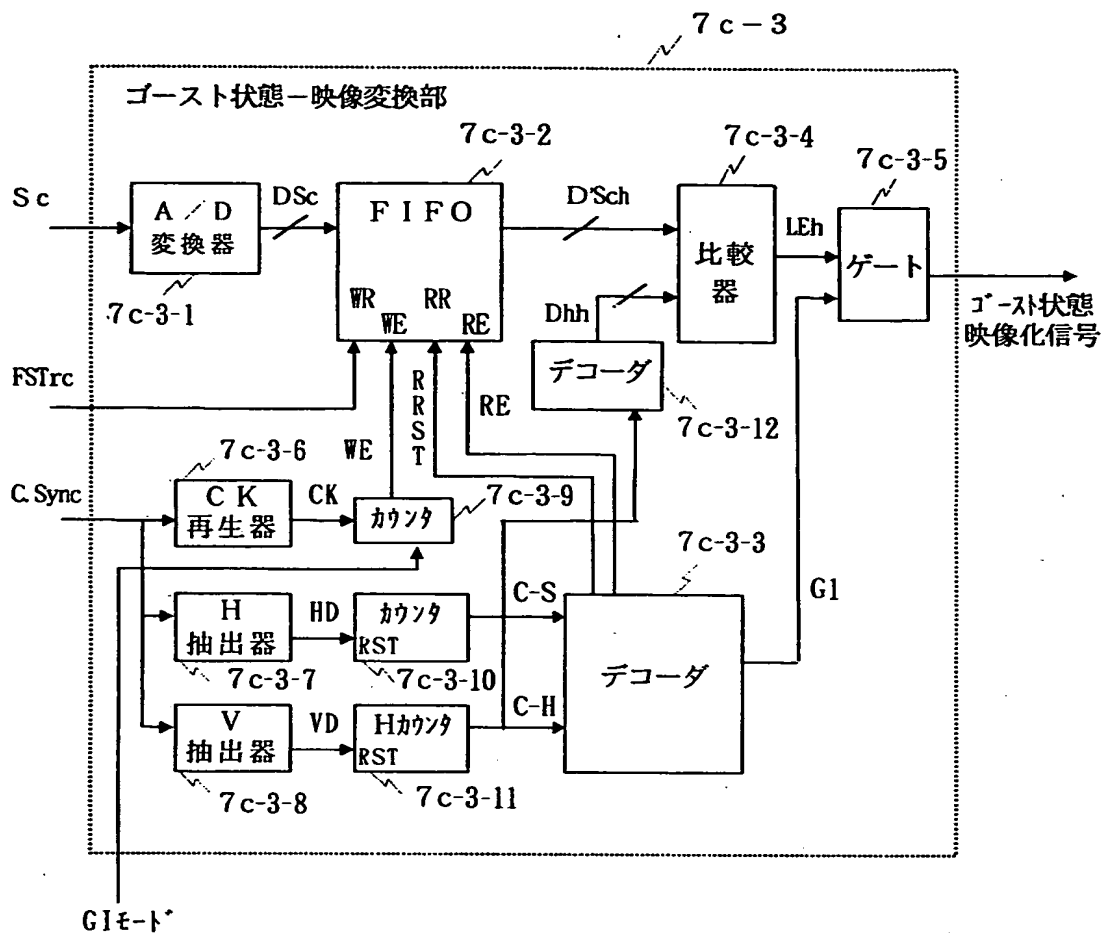 7c-3
ゴースト状態－映像変換部
7c-3-2
7c-3-4
7c-3-5
Sc
A／D
変換器
DSc
FIFO
D'Sch
比較
器
LEh
ゲート
7c-3-1
WR
RR
WE
RE
Dhh
ｺﾞｰｽﾄ状態
映像化信号
デコーダ
FSTrc
RRST
RE
7c-3-12
WE
7c-3-6
C.Sync
CK
再生器
CK
ｶｳﾝﾀ
7c-3-9
7c-3-3
H
抽出器
HD
ｶｳﾝﾀ
RST
C-S
G1
デコーダ
7c-3-7
7c-3-10
V
抽出器
VD
Hｶｳﾝﾀ
RST
C-H
7c-3-8
7c-3-11
GIﾓｰﾄﾞ